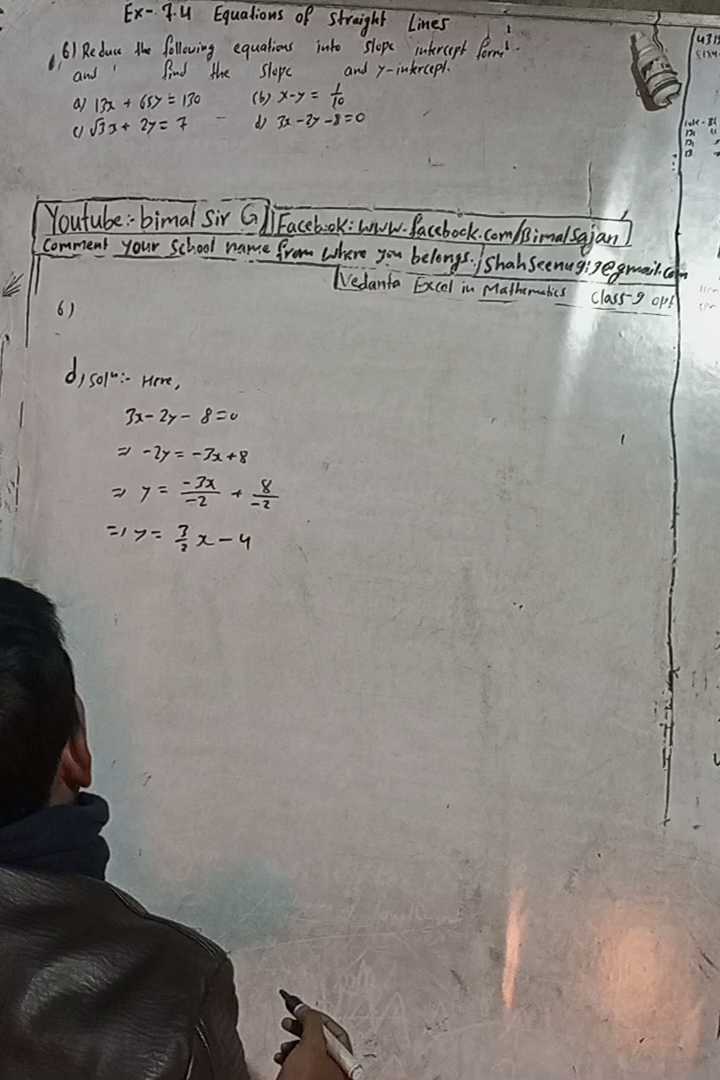 Ex-7.4 Equations of Straight Lines
6) Reduce the following equations into slope intercept form
and find the slope and y-intercept.
a) 13x + 65y = 130 (b) x-y = 1/10
c) √3x + 2y = 7 d) 3x-2y-8=0
Youtube:- bimal Sir G Facebook: www.facebook.com/Bimalsajan
Comment your School name from where you belongs.
Vedanta Excel in Mathematics Class-9 opt
6)
d) solⁿ:- Here,
3x-2y-8=0
⇒ -2y = -3x+8
⇒ y = -3x/-2 + 8/-2
⇒ y = 3/2 x - 4